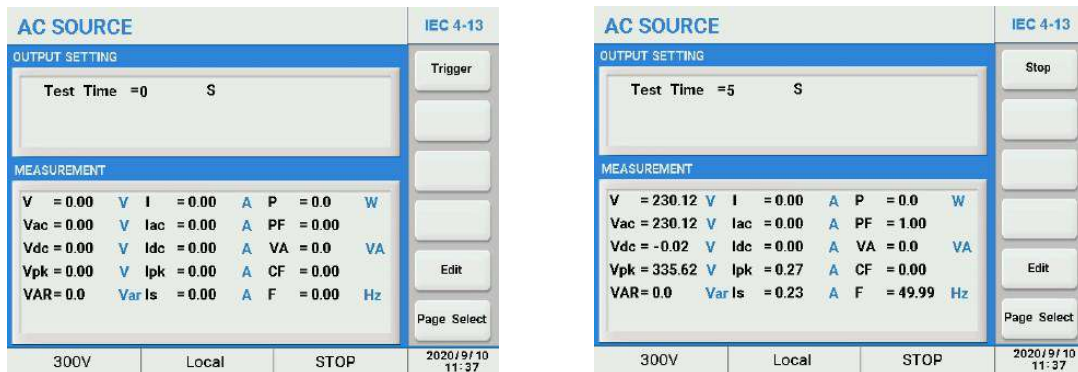 AC SOURCE
IEC 4-13
OUTPUT SETTING
Test Time =0 S
Trigger
MEASUREMENT
V = 0.00 V I = 0.00 A P = 0.0 W
Vac = 0.00 V Iac = 0.00 A PF = 0.00
Vdc = 0.00 V Idc = 0.00 A VA = 0.0 VA
Vpk = 0.00 V Ipk = 0.00 A CF = 0.00
VAR= 0.0 Var Is = 0.00 A F = 0.00 Hz
Edit
Page Select
300V Local STOP 2020/9/10
11:37
AC SOURCE
IEC 4-13
OUTPUT SETTING
Test Time =5 S
Stop
MEASUREMENT
V = 230.12 V I = 0.00 A P = 0.0 W
Vac = 230.12 V Iac = 0.00 A PF = 1.00
Vdc = -0.02 V Idc = 0.00 A VA = 0.0 VA
Vpk = 335.62 V Ipk = 0.27 A CF = 0.00
VAR= 0.0 Var Is = 0.23 A F = 49.99 Hz
Edit
Page Select
300V Local STOP 2020/9/10
11:37